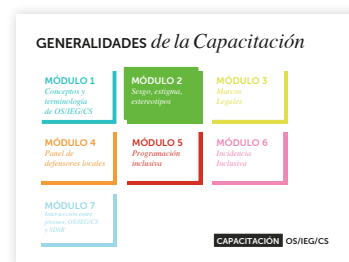 GENERALIDADES de la Capacitación
MÓDULO 1
Conceptos y
terminología
de OS/IEG/CS
MÓDULO 2
Sesgo, estigma,
estereotipos
MÓDULO 3
Marcos
Legales
MÓDULO 4
Panel de
defensores locales
MÓDULO 5
Programación
inclusiva
MÓDULO 6
Incidencia
Inclusiva
MÓDULO 7
Intersección entre
jóvenes, OS/IEG/CS
y SDSR
CAPACITACIÓN OS/IEG/CS